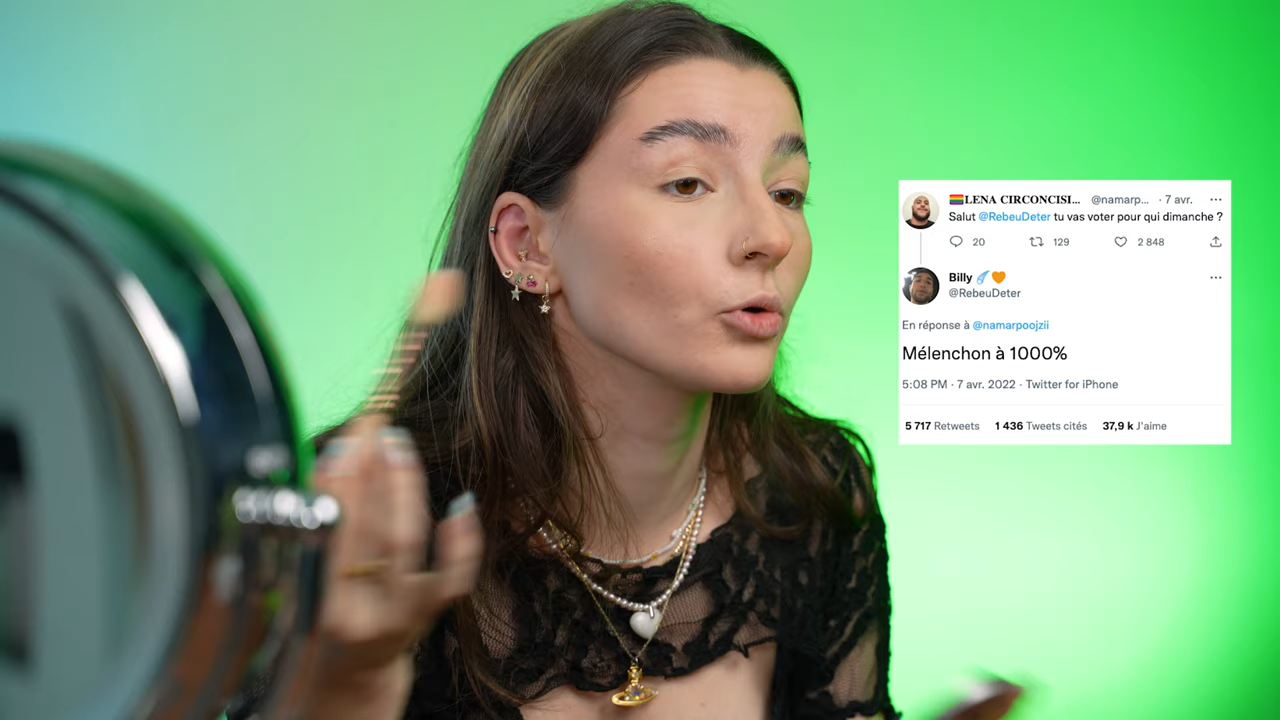 🏳️‍🌈LENA CIRCONCISI... @namarp... · 7 avr.
Salut @RebeuDeter tu vas voter pour qui dimanche ?
20 129 2 848
Billy ☄️🧡
@RebeuDeter
En réponse à @namarpoojzii
Mélenchon à 1000%
5:08 PM · 7 avr. 2022 · Twitter for iPhone
5 717 Retweets 1 436 Tweets cités 37,9 k J'aime